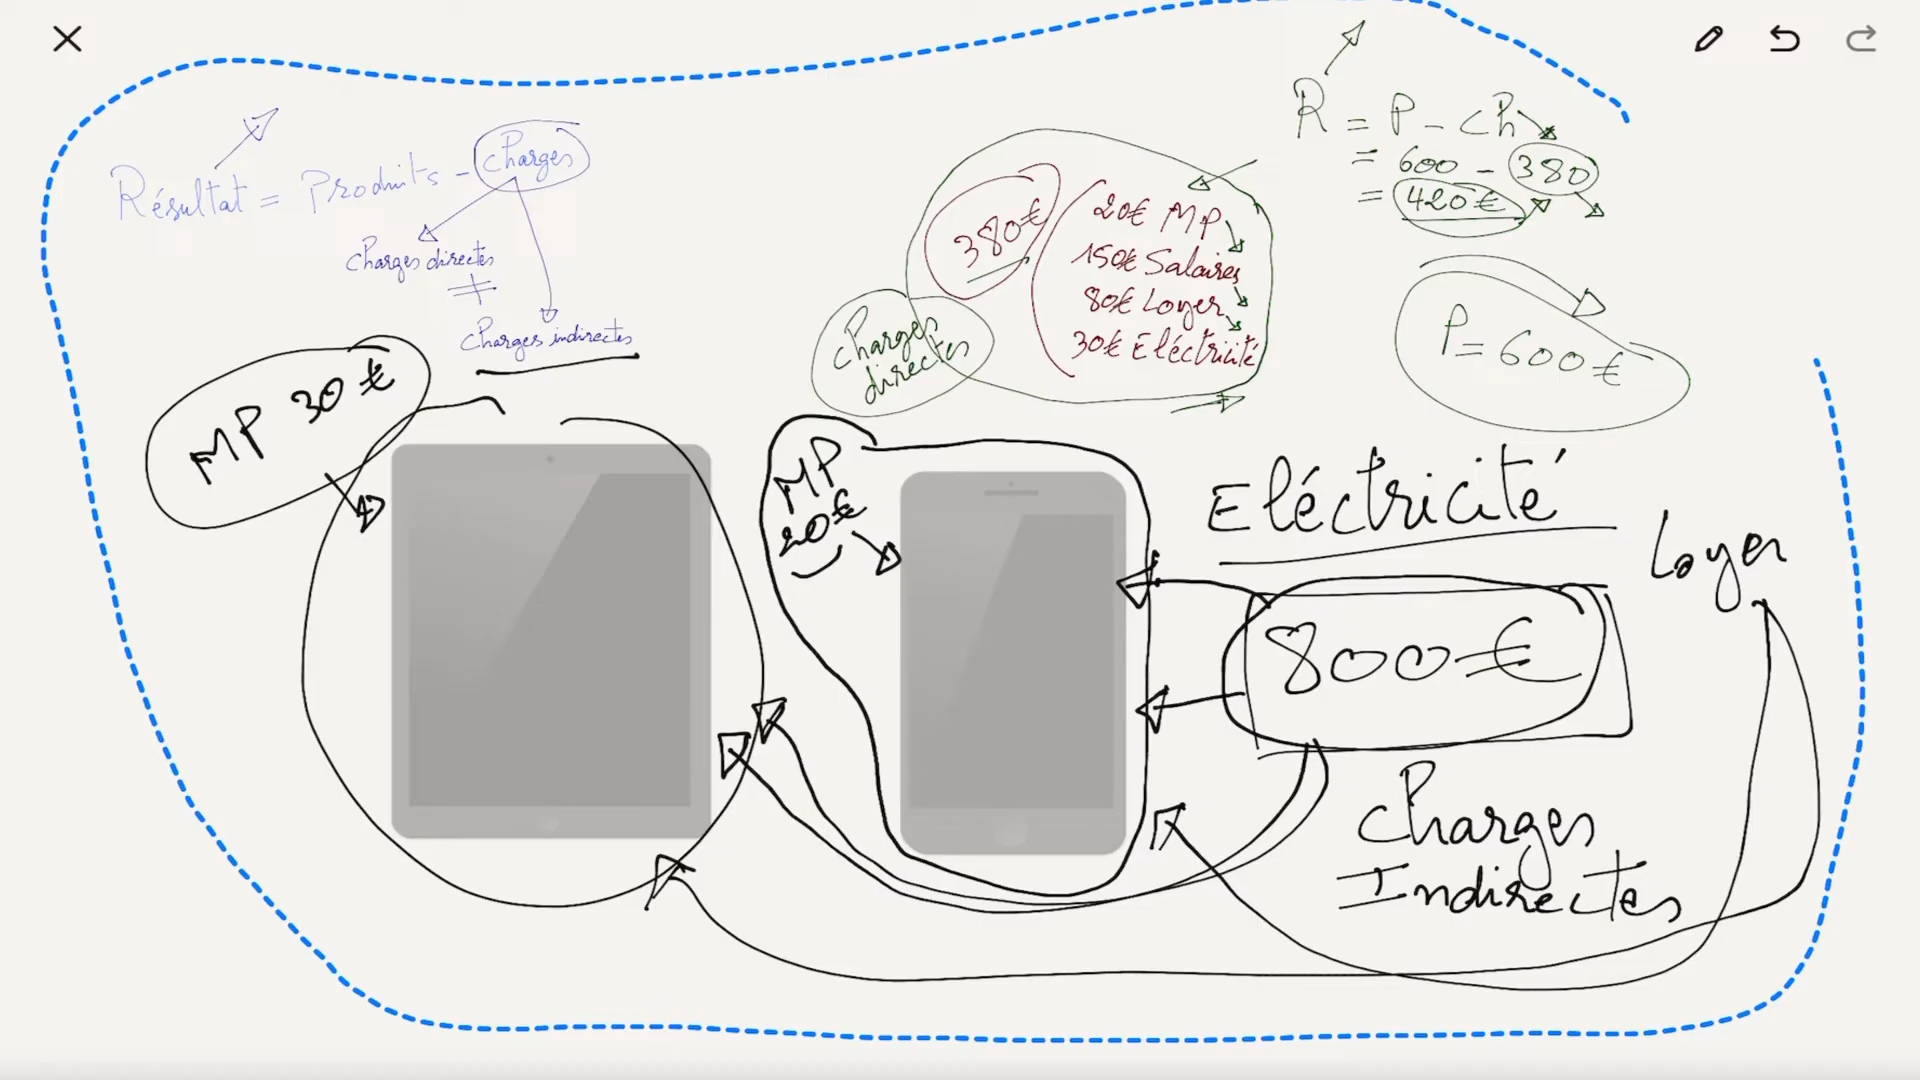 Résultat = Produits - Charges
Charges directes
≠
Charges indirectes
380€
20€ MP
150€ Salaires
80€ Loyer
30€ Eléctricité
Charges
directes
R = P - Ch
= 600 - 380
= 420€
P = 600€
MP 30€
MP
20€
Eléctricité
Loyer
800€
Charges
Indirectes